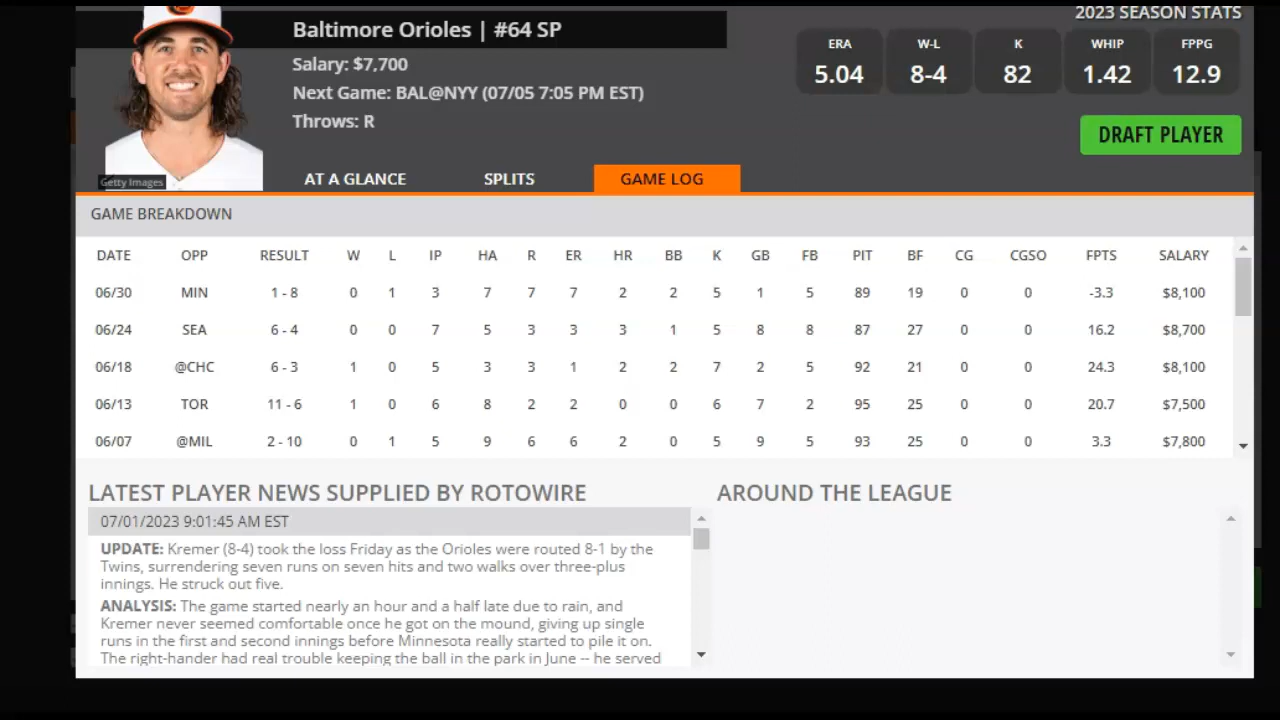 Baltimore Orioles | #64 SP
Salary: $7,700
Next Game: BAL@NYY (07/05 7:05 PM EST)
Throws: R
2023 SEASON STATS
ERA W-L K WHIP FPPG
5.04 8-4 82 1.42 12.9
DRAFT PLAYER
Getty Images
AT A GLANCE SPLITS GAME LOG
GAME BREAKDOWN
DATE OPP RESULT W L IP HA R ER HR BB K GB FB PIT BF CG CGSO FPTS SALARY
06/30 MIN 1 - 8 0 1 3 7 7 7 2 2 5 1 5 89 19 0 0 -3.3 $8,100
06/24 SEA 6 - 4 0 0 7 5 3 3 3 1 5 8 8 87 27 0 0 16.2 $8,700
06/18 @CHC 6 - 3 1 0 5 3 3 1 2 2 7 2 5 92 21 0 0 24.3 $8,100
06/13 TOR 11 - 6 1 0 6 8 2 2 0 0 6 7 2 95 25 0 0 20.7 $7,500
06/07 @MIL 2 - 10 0 1 5 9 6 6 2 0 5 9 5 93 25 0 0 3.3 $7,800
LATEST PLAYER NEWS SUPPLIED BY ROTOWIRE
07/01/2023 9:01:45 AM EST
UPDATE: Kremer (8-4) took the loss Friday as the Orioles were routed 8-1 by the
Twins, surrendering seven runs on seven hits and two walks over three-plus
innings. He struck out five.
ANALYSIS: The game started nearly an hour and a half late due to rain, and
Kremer never seemed comfortable once he got on the mound, giving up single
runs in the first and second innings before Minnesota really started to pile it on.
The right-hander had real trouble keeping the ball in the park in June -- he served
AROUND THE LEAGUE